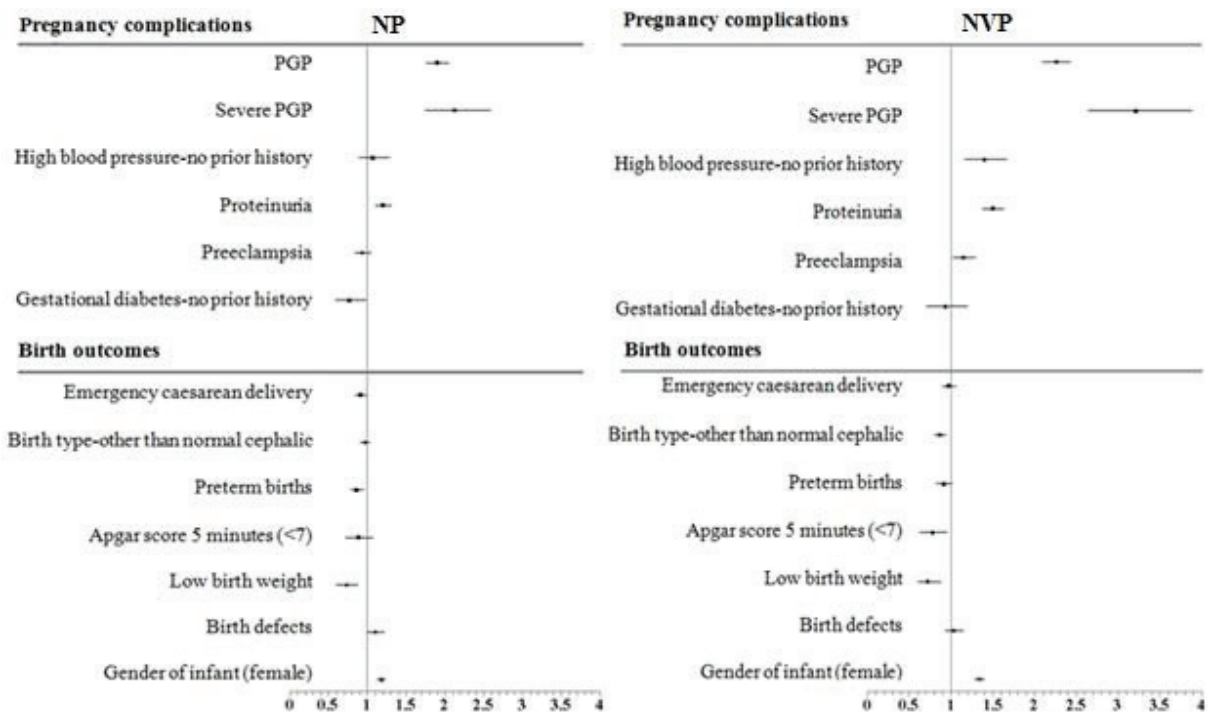 Pregnancy complications NP
PGP
Severe PGP
High blood pressure-no prior history
Proteinuria
Preeclampsia
Gestational diabetes-no prior history
Birth outcomes
Emergency caesarean delivery
Birth type-other than normal cephalic
Preterm births
Apgar score 5 minutes (<7)
Low birth weight
Birth defects
Gender of infant (female)
0 0.5 1 1.5 2 2.5 3 3.5 4
Pregnancy complications NVP
PGP
Severe PGP
High blood pressure-no prior history
Proteinuria
Preeclampsia
Gestational diabetes-no prior history
Birth outcomes
Emergency caesarean delivery
Birth type-other than normal cephalic
Preterm births
Apgar score 5 minutes (<7)
Low birth weight
Birth defects
Gender of infant (female)
0 0.5 1 1.5 2 2.5 3 3.5 4